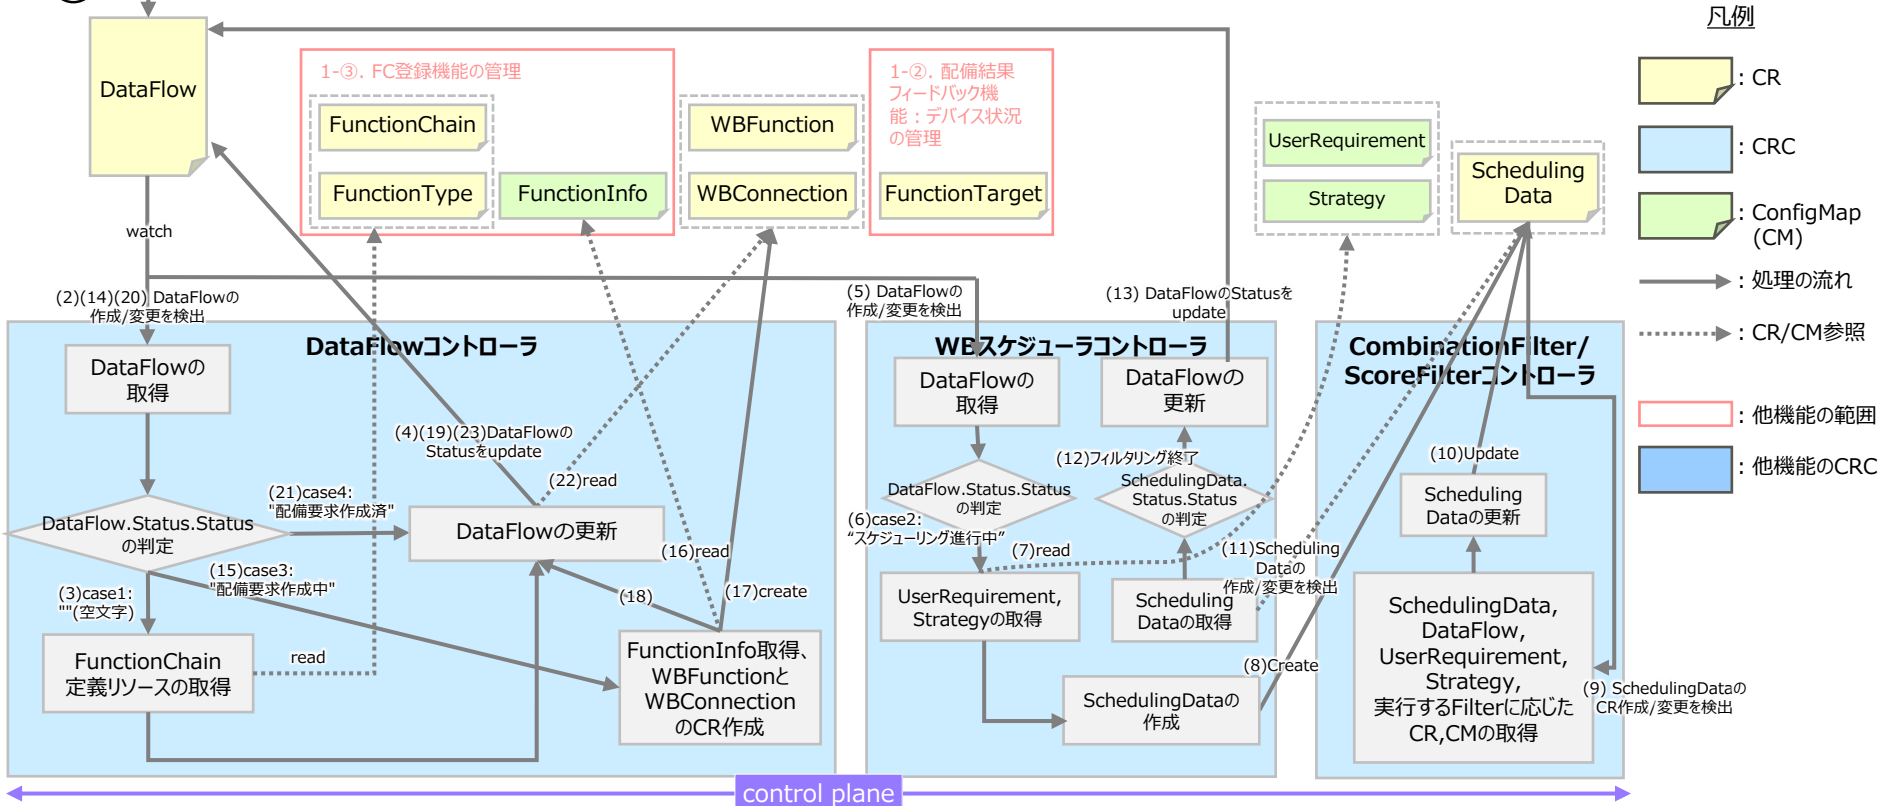 DataFlow
1-③. FC登録機能の管理
FunctionChain
FunctionType
FunctionInfo
WBFunction
WBConnection
1-②. 配備結果
フィードバック機
能：デバイス状況
の管理
FunctionTarget
UserRequirement
Strategy
Scheduling
Data
凡例
: CR
: CRC
: ConfigMap
(CM)
: 処理の流れ
: CR/CM参照
: 他機能の範囲
: 他機能のCRC
watch
(2)(14)(20) DataFlowの
作成/変更を検出
(5) DataFlowの
作成/変更を検出
(13) DataFlowのStatusを
update
DataFlowコントローラ
DataFlowの
取得
(4)(19)(23)DataFlowの
Statusをupdate
(22)read
(21)case4:
"配備要求作成済"
DataFlow.Status.Status
の判定
DataFlowの更新
(16)read
(15)case3:
"配備要求作成中"
(3)case1:
""(空文字)
(18)
(17)create
FunctionChain
定義リソースの取得
read
FunctionInfo取得、
WBFunctionと
WBConnection
のCR作成
WBスケジューラコントローラ
DataFlowの
取得
DataFlowの
更新
(12)フィルタリング終了
DataFlow.Status.Status
の判定
SchedulingData.
Status.Status
の判定
(6)case2:
“スケジューリング進行中”
(7)read
(11)Scheduling
Dataの
作成/変更を検出
UserRequirement,
Strategyの取得
Scheduling
Dataの取得
(8)Create
SchedulingDataの
作成
CombinationFilter/
ScoreFilterコントローラ
(10)Update
Scheduling
Dataの更新
SchedulingData,
DataFlow,
UserRequirement,
Strategy,
実行するFilterに応じた
CR,CMの取得
(9) SchedulingDataの
CR作成/変更を検出
control plane